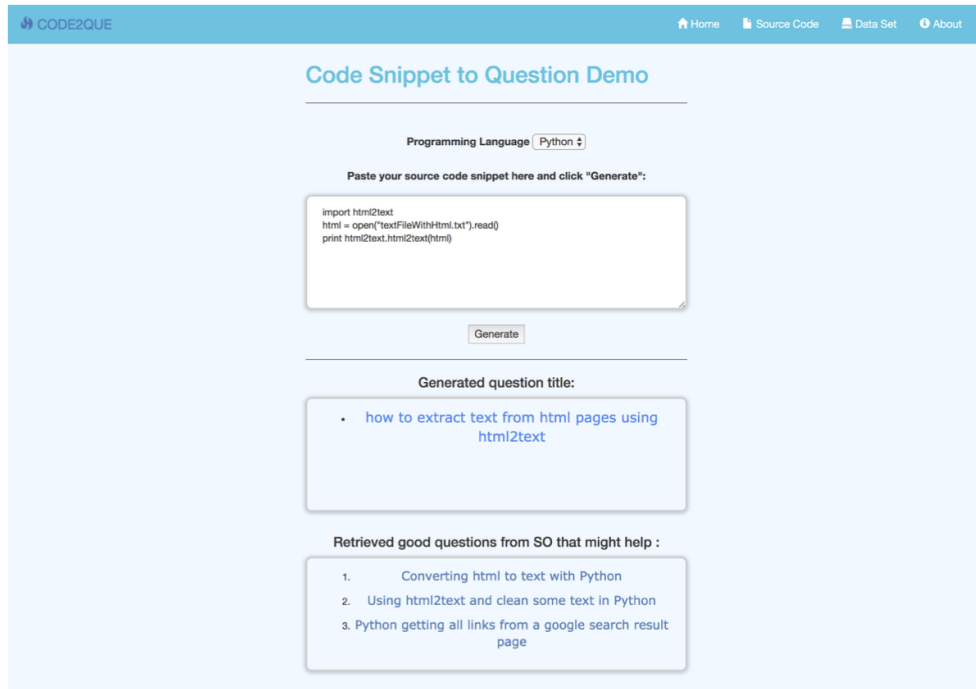 CODE2QUE
Home Source Code Data Set About
Code Snippet to Question Demo
Programming Language Python
Paste your source code snippet here and click "Generate":
import html2text
html = open("textFileWithHtml.txt").read()
print html2text.html2text(html)
Generate
Generated question title:
• how to extract text from html pages using
html2text
Retrieved good questions from SO that might help :
1. Converting html to text with Python
2. Using html2text and clean some text in Python
3. Python getting all links from a google search result
page